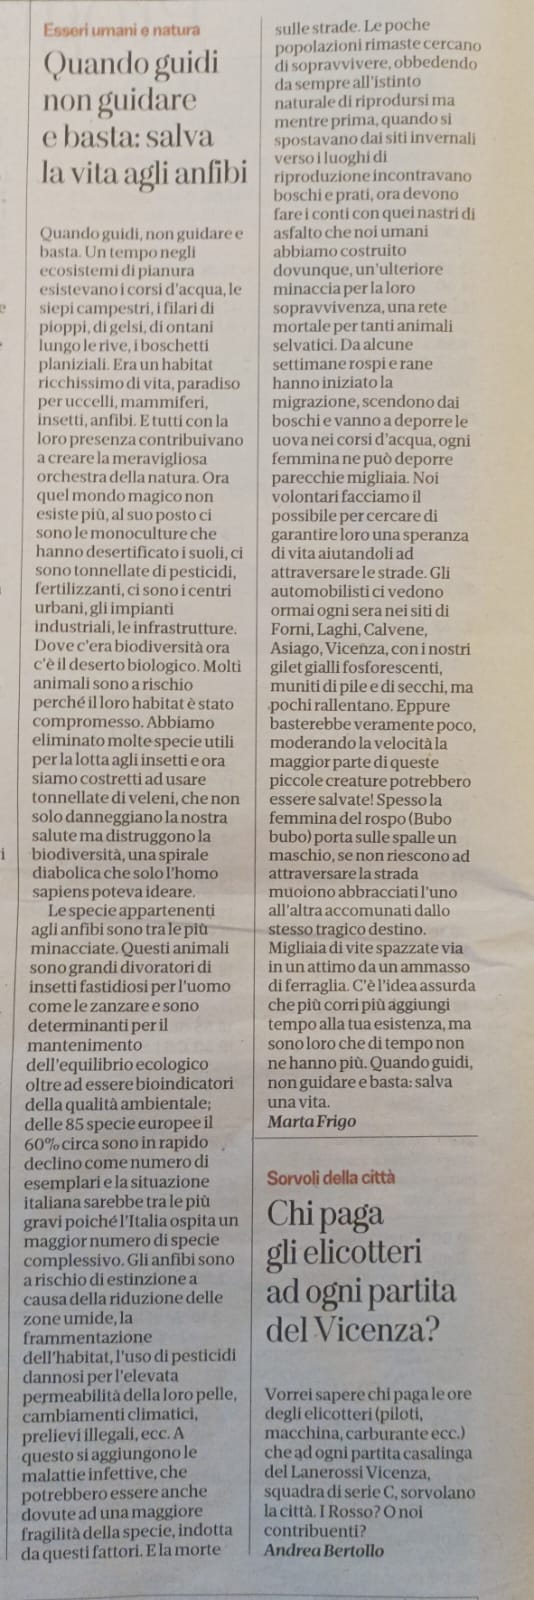 Esseri umani e natura
Quando guidi
non guidare
e basta: salva
la vita agli anfibi
Quando guidi, non guidare e
basta. Un tempo negli
ecosistemi di pianura
esistevano i corsi d'acqua, le
siepi campestri, i filari di
pioppi, di gelsi, di ontani
lungo le rive, i boschetti
planiziali. Era un habitat
ricchissimo di vita, paradiso
per uccelli, mammiferi,
insetti, anfibi. E tutti con la
loro presenza contribuivano
a creare la meravigliosa
orchestra della natura. Ora
quel mondo magico non
esiste più, al suo posto ci
sono le monoculture che
hanno desertificato i suoli, ci
sono tonnellate di pesticidi,
fertilizzanti, ci sono i centri
urbani, gli impianti
industriali, le infrastrutture.
Dove c'era biodiversità ora
c'è il deserto biologico. Molti
animali sono a rischio
perché il loro habitat è stato
compromesso. Abbiamo
eliminato molte specie utili
per la lotta agli insetti e ora
siamo costretti ad usare
tonnellate di veleni, che non
solo danneggiano la nostra
salute ma distruggono la
biodiversità, una spirale
diabolica che solo l'homo
sapiens poteva ideare.
Le specie appartenenti
agli anfibi sono tra le più
minacciate. Questi animali
sono grandi divoratori di
insetti fastidiosi per l'uomo
come le zanzare e sono
determinanti per il
mantenimento
dell'equilibrio ecologico
oltre ad essere bioindicatori
della qualità ambientale;
delle 85 specie europee il
60% circa sono in rapido
declino come numero di
esemplari e la situazione
italiana sarebbe tra le più
gravi poiché l'Italia ospita un
maggior numero di specie
complessivo. Gli anfibi sono
a rischio di estinzione a
causa della riduzione delle
zone umide, la
frammentazione
dell'habitat, l'uso di pesticidi
dannosi per l'elevata
permeabilità della loro pelle,
cambiamenti climatici,
prelievi illegali, ecc. A
questo si aggiungono le
malattie infettive, che
potrebbero essere anche
dovute ad una maggiore
fragilità della specie, indotta
da questi fattori. E la morte
sulle strade. Le poche
popolazioni rimaste cercano
di sopravvivere, obbedendo
da sempre all'istinto
naturale di riprodursi ma
mentre prima, quando si
spostavano dai siti invernali
verso i luoghi di
riproduzione incontravano
boschi e prati, ora devono
fare i conti con quei nastri di
asfalto che noi umani
abbiamo costruito
dovunque, un'ulteriore
minaccia per la loro
sopravvivenza, una rete
mortale per tanti animali
selvatici. Da alcune
settimane rospi e rane
hanno iniziato la
migrazione, scendono dai
boschi e vanno a deporre le
uova nei corsi d'acqua, ogni
femmina ne può deporre
parecchie migliaia. Noi
volontari facciamo il
possibile per cercare di
garantire loro una speranza
di vita aiutandoli ad
attraversare le strade. Gli
automobilisti ci vedono
ormai ogni sera nei siti di
Forni, Laghi, Calvene,
Asiago, Vicenza, con i nostri
gilet gialli fosforescenti,
muniti di pile e di secchi, ma
pochi rallentano. Eppure
basterebbe veramente poco,
moderando la velocità la
maggior parte di queste
piccole creature potrebbero
essere salvate! Spesso la
femmina del rospo (Bubo
bubo) porta sulle spalle un
maschio, se non riescono ad
attraversare la strada
muoiono abbracciati l'uno
all'altra accomunati dallo
stesso tragico destino.
Migliaia di vite spazzate via
in un attimo da un ammasso
di ferraglia. C'è l'idea assurda
che più corri più aggiungi
tempo alla tua esistenza, ma
sono loro che di tempo non
ne hanno più. Quando guidi,
non guidare e basta: salva
una vita.
Marta Frigo
Sorvoli della città
Chi paga
gli elicotteri
ad ogni partita
del Vicenza?
Vorrei sapere chi paga le ore
degli elicotteri (piloti,
macchina, carburante ecc.)
che ad ogni partita casalinga
del Lanerossi Vicenza,
squadra di serie C, sorvolano
la città. I Rosso? O noi
contribuenti?
Andrea Bertollo